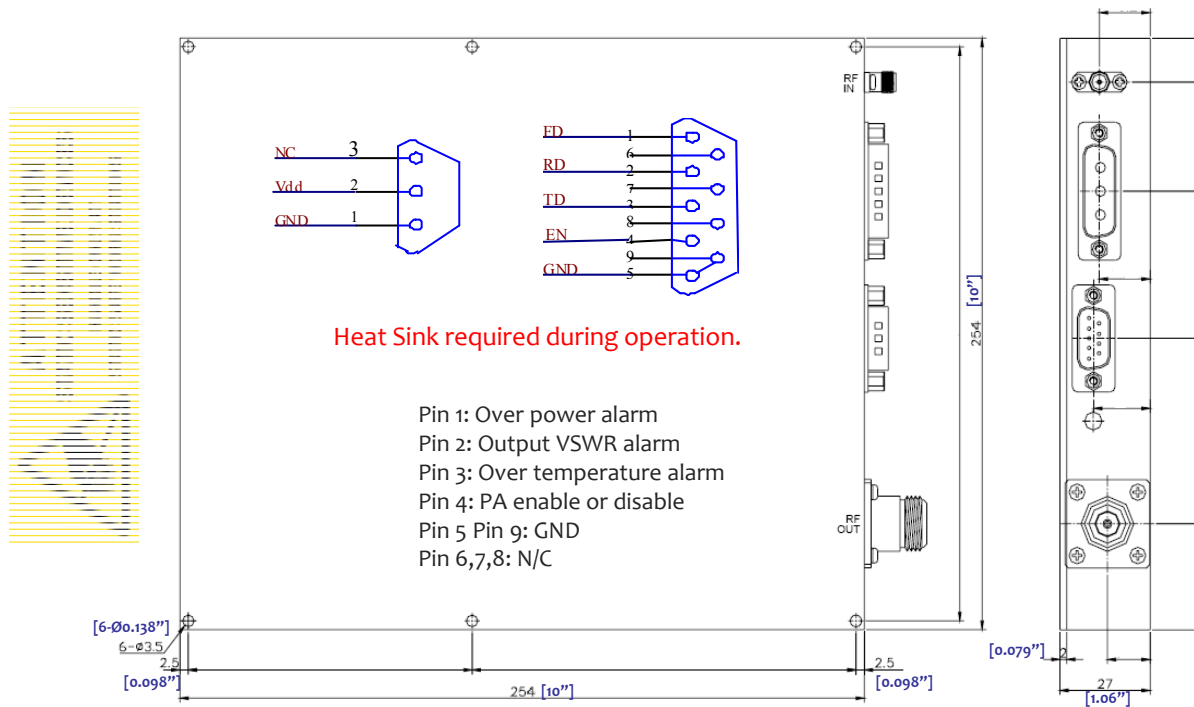 RF
IN
FD
1
6
RD
2
7
TD
3
8
EN
4
9
GND
5
NC 3
Vdd 2
GND 1
[10”]
254
Heat Sink required during operation.
Pin 1: Over power alarm
Pin 2: Output VSWR alarm
Pin 3: Over temperature alarm
Pin 4: PA enable or disable
Pin 5 Pin 9: GND
Pin 6,7,8: N/C
RF
OUT
[6-Ø0.138”]
6-Ø3.5
2.5
[0.098”]
254 [10”]
2.5
[0.098”]
[0.079”] 2
27
[1.06”]